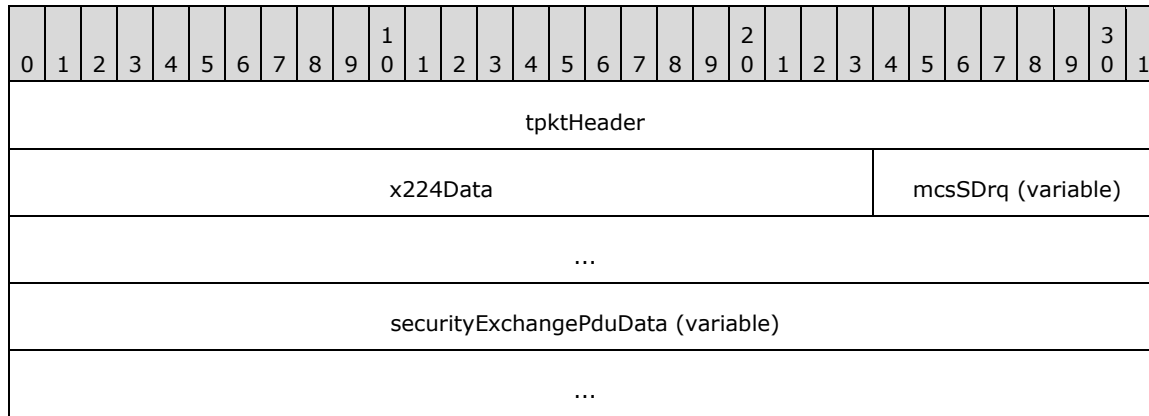 1 2 3
0 1 2 3 4 5 6 7 8 9 0 1 2 3 4 5 6 7 8 9 0 1 2 3 4 5 6 7 8 9 0 1
tpktHeader
x224Data mcsSDrq (variable)
...
securityExchangePduData (variable)
...